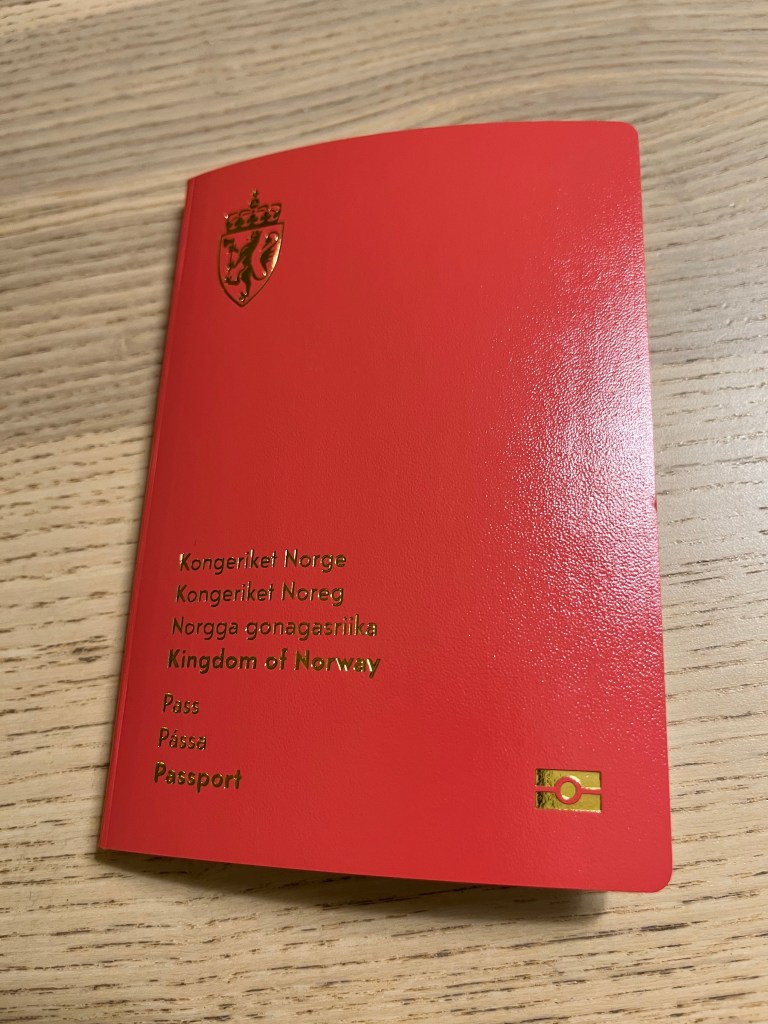 Kongeriket Norge
Kongeriket Noreg
Norgga gonagasriika
Kingdom of Norway
Pass
Pássa
Passport